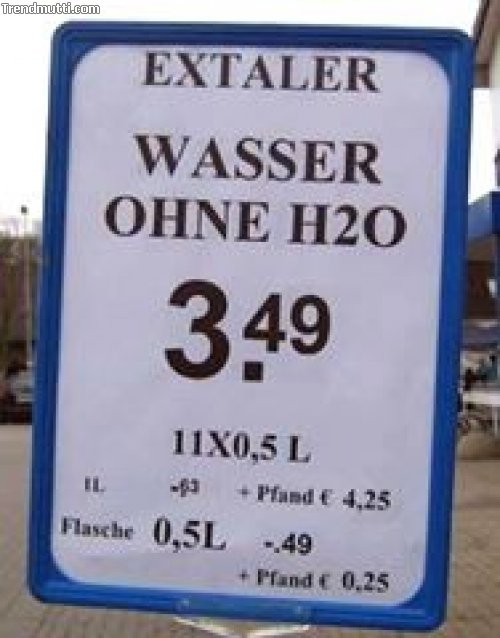 Trendmutti.com
EXTALER
WASSER
OHNE H2O
3.49
11X0,5 L
1L -.63 + Pfand € 4,25
Flasche 0,5L -.49
+ Pfand € 0,25